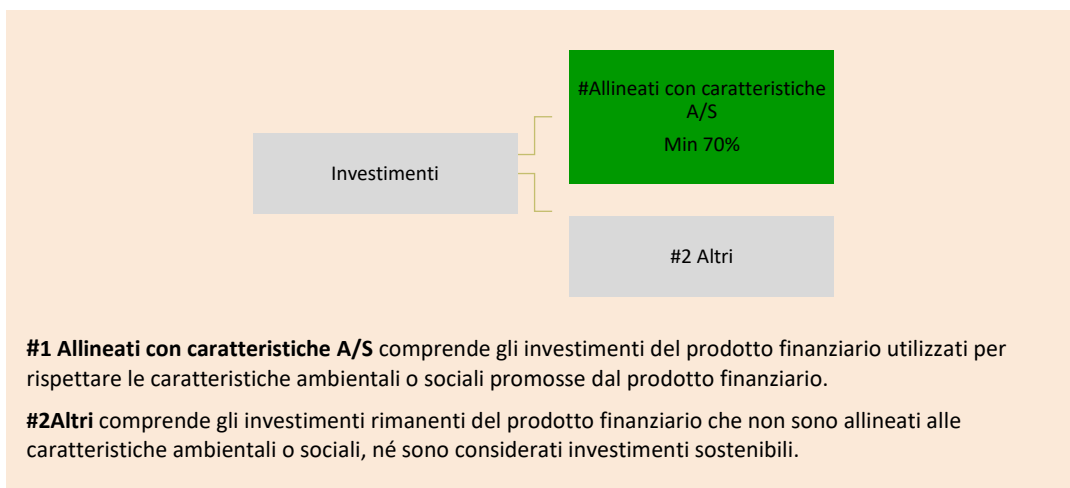 #Allineati con caratteristiche
A/S
Min 70%
Investimenti
#2 Altri
#1 Allineati con caratteristiche A/S comprende gli investimenti del prodotto finanziario utilizzati per
rispettare le caratteristiche ambientali o sociali promosse dal prodotto finanziario.
#2Altri comprende gli investimenti rimanenti del prodotto finanziario che non sono allineati alle
caratteristiche ambientali o sociali, né sono considerati investimenti sostenibili.